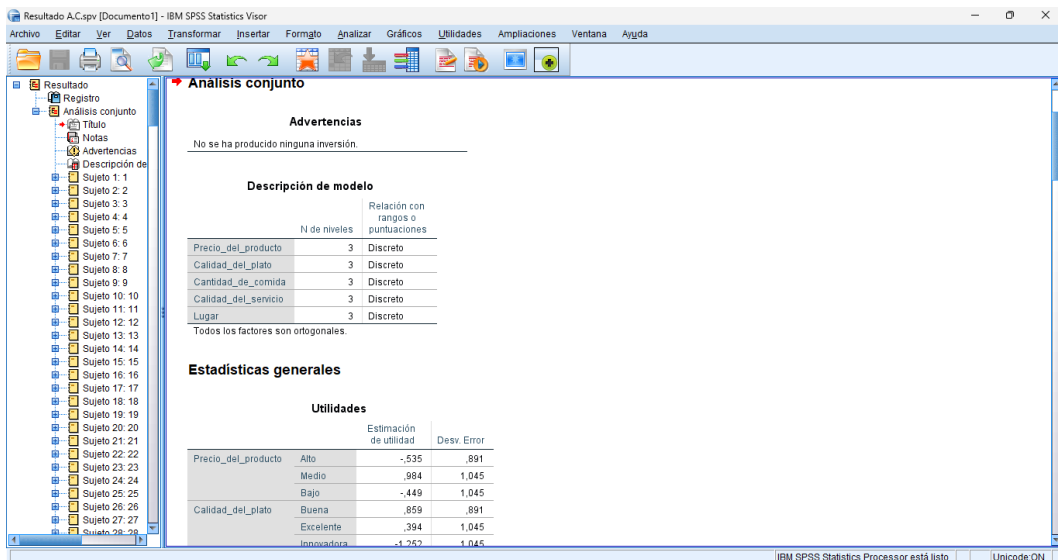 Resultado A.C.spv [Documento1] - IBM SPSS Statistics Visor
Archivo Editar Ver Datos Transformar Insertar Formato Analizar Gráficos Utilidades Ampliaciones Ventana Ayuda
Resultado
Registro
Análisis conjunto
Título
Notas
Advertencias
Descripción de
Sujeto 1: 1
Sujeto 2: 2
Sujeto 3: 3
Sujeto 4: 4
Sujeto 5: 5
Sujeto 6: 6
Sujeto 7: 7
Sujeto 8: 8
Sujeto 9: 9
Sujeto 10: 10
Sujeto 11: 11
Sujeto 12: 12
Sujeto 13: 13
Sujeto 14: 14
Sujeto 15: 15
Sujeto 16: 16
Sujeto 17: 17
Sujeto 18: 18
Sujeto 19: 19
Sujeto 20: 20
Sujeto 21: 21
Sujeto 22: 22
Sujeto 23: 23
Sujeto 24: 24
Sujeto 25: 25
Sujeto 26: 26
Sujeto 27: 27
Sujeto 28: 28
Análisis conjunto
Advertencias
No se ha producido ninguna inversión.
Descripción de modelo
N de niveles Relación con rangos o puntuaciones
Precio_del_producto 3 Discreto
Calidad_del_plato 3 Discreto
Cantidad_de_comida 3 Discreto
Calidad_del_servicio 3 Discreto
Lugar 3 Discreto
Todos los factores son ortogonales.
Estadísticas generales
Utilidades
Estimación de utilidad Desv. Error
Precio_del_producto Alto -,535 ,891
Medio ,984 1,045
Bajo -,449 1,045
Calidad_del_plato Buena ,859 ,891
Excelente ,394 1,045
Innovadora -1,252 1,045
IBM SPSS Statistics Processor está listo Unicode:ON